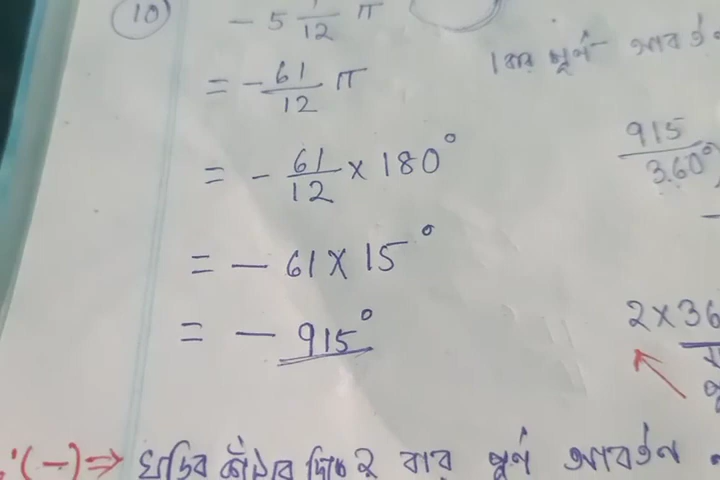 (10) - 5 1/12 π
= - 61/12 π
= - 61/12 × 180°
= - 61 × 15°
= - 915°
1 বার পূর্ণ
915/360°
2 × 36
(-) ⇒ ঘড়ির কাঁটার দিকে 2 বার পূর্ণ আবর্তন